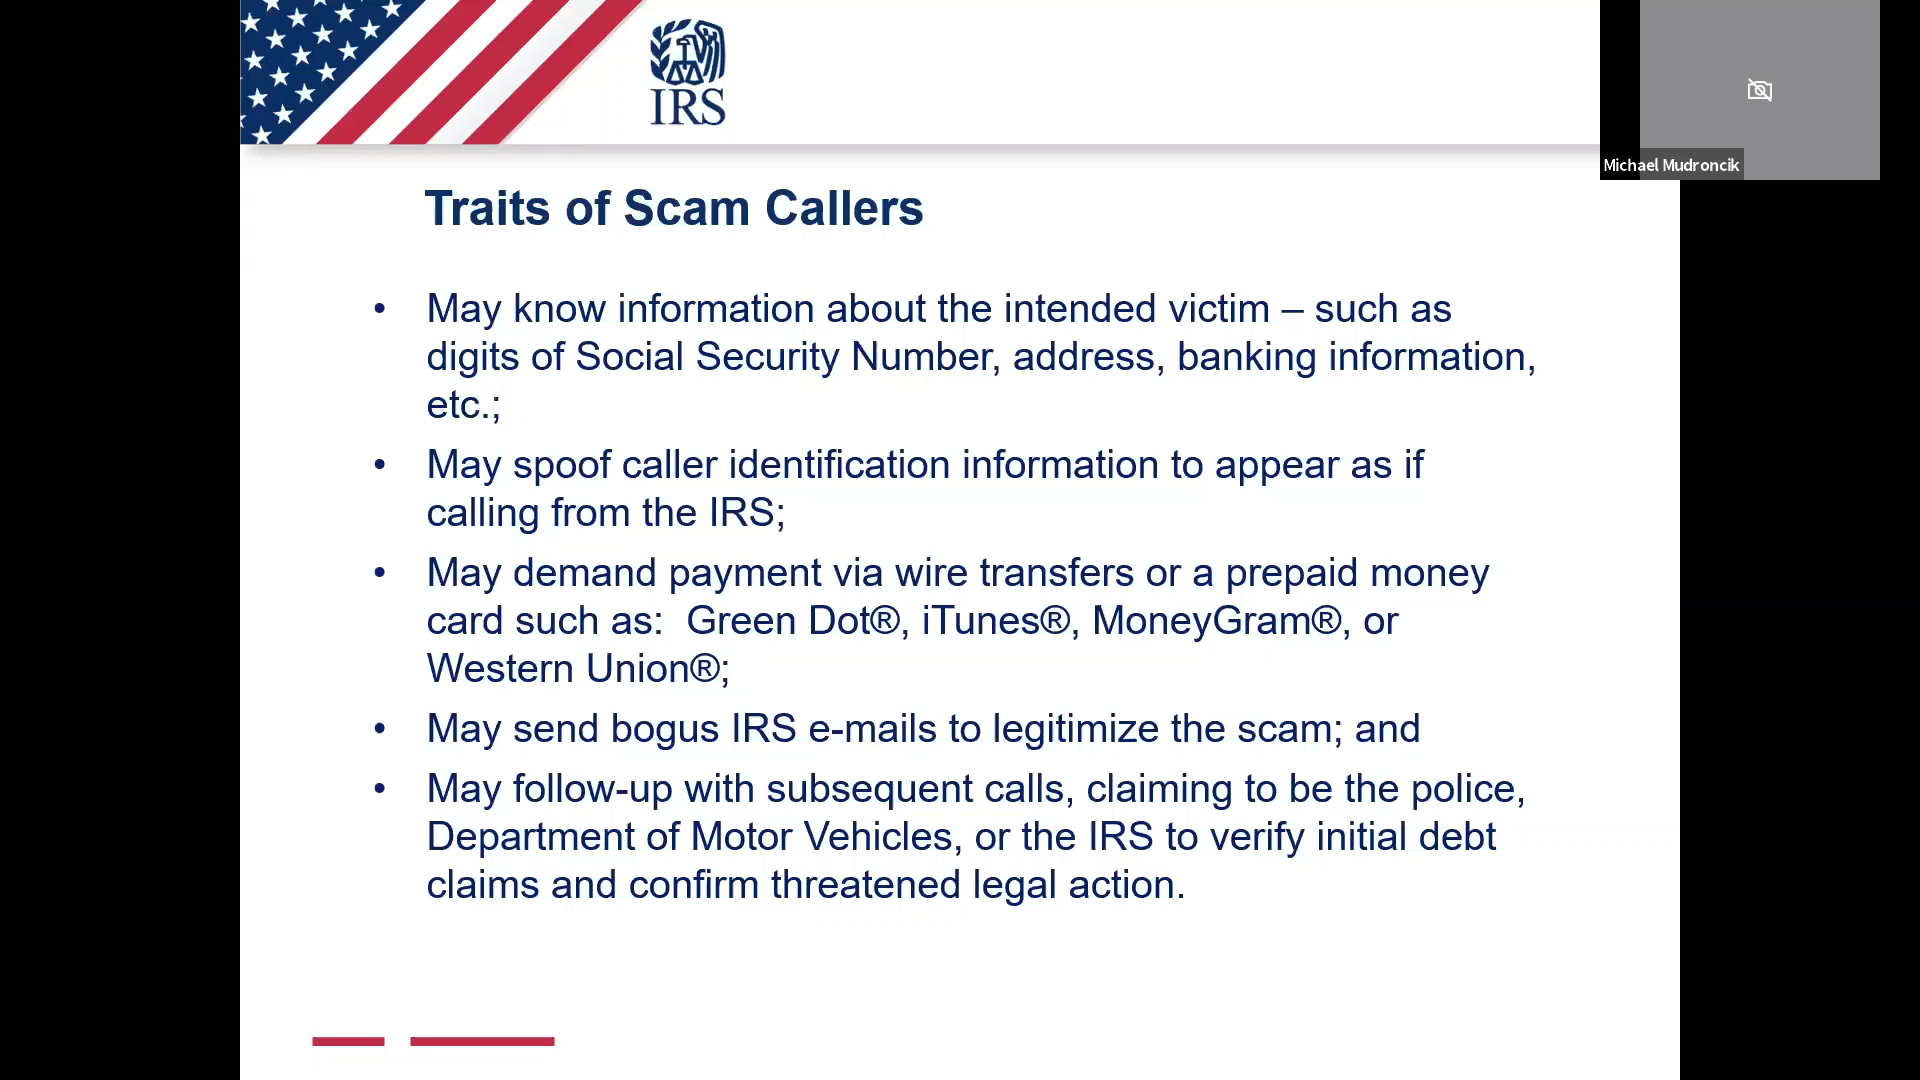 IRS
Michael Mudroncik
Traits of Scam Callers
• May know information about the intended victim – such as
digits of Social Security Number, address, banking information,
etc.;
• May spoof caller identification information to appear as if
calling from the IRS;
• May demand payment via wire transfers or a prepaid money
card such as:  Green Dot®, iTunes®, MoneyGram®, or
Western Union®;
• May send bogus IRS e-mails to legitimize the scam; and
• May follow-up with subsequent calls, claiming to be the police,
Department of Motor Vehicles, or the IRS to verify initial debt
claims and confirm threatened legal action.